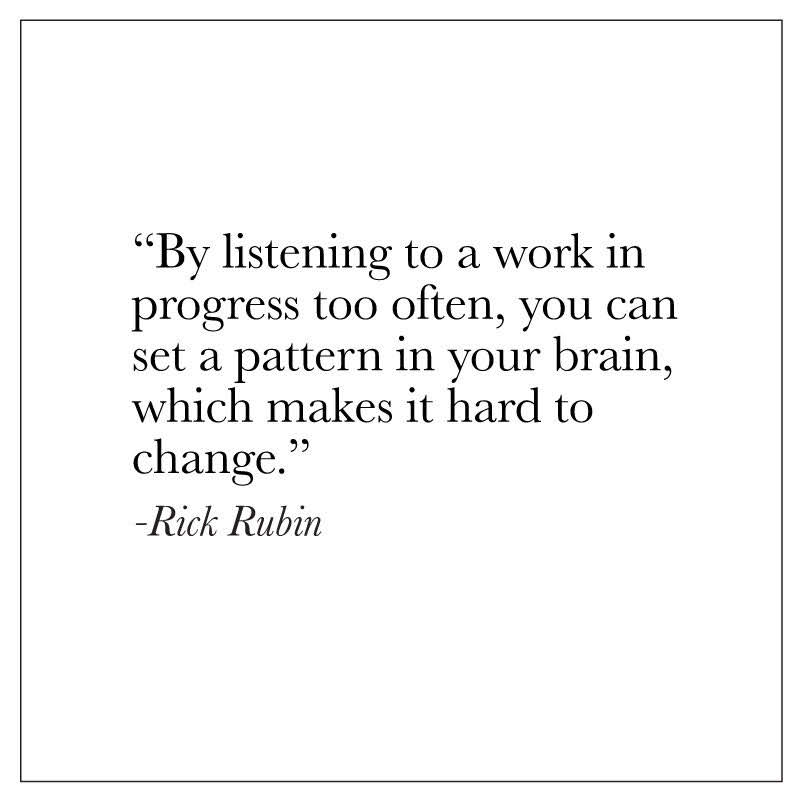 “By listening to a work in
progress too often, you can
set a pattern in your brain,
which makes it hard to
change.”
-Rick Rubin